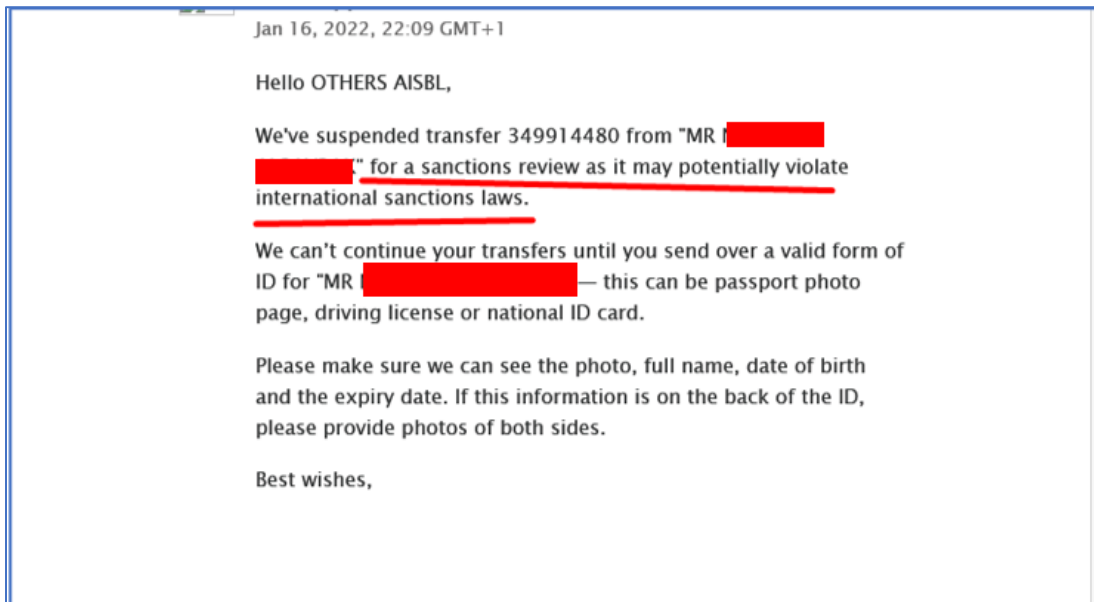 Jan 16, 2022, 22:09 GMT+1
Hello OTHERS AISBL,
We've suspended transfer 349914480 from "MR
" for a sanctions review as it may potentially violate
international sanctions laws.
We can't continue your transfers until you send over a valid form of
ID for "MR — this can be passport photo
page, driving license or national ID card.
Please make sure we can see the photo, full name, date of birth
and the expiry date. If this information is on the back of the ID,
please provide photos of both sides.
Best wishes,